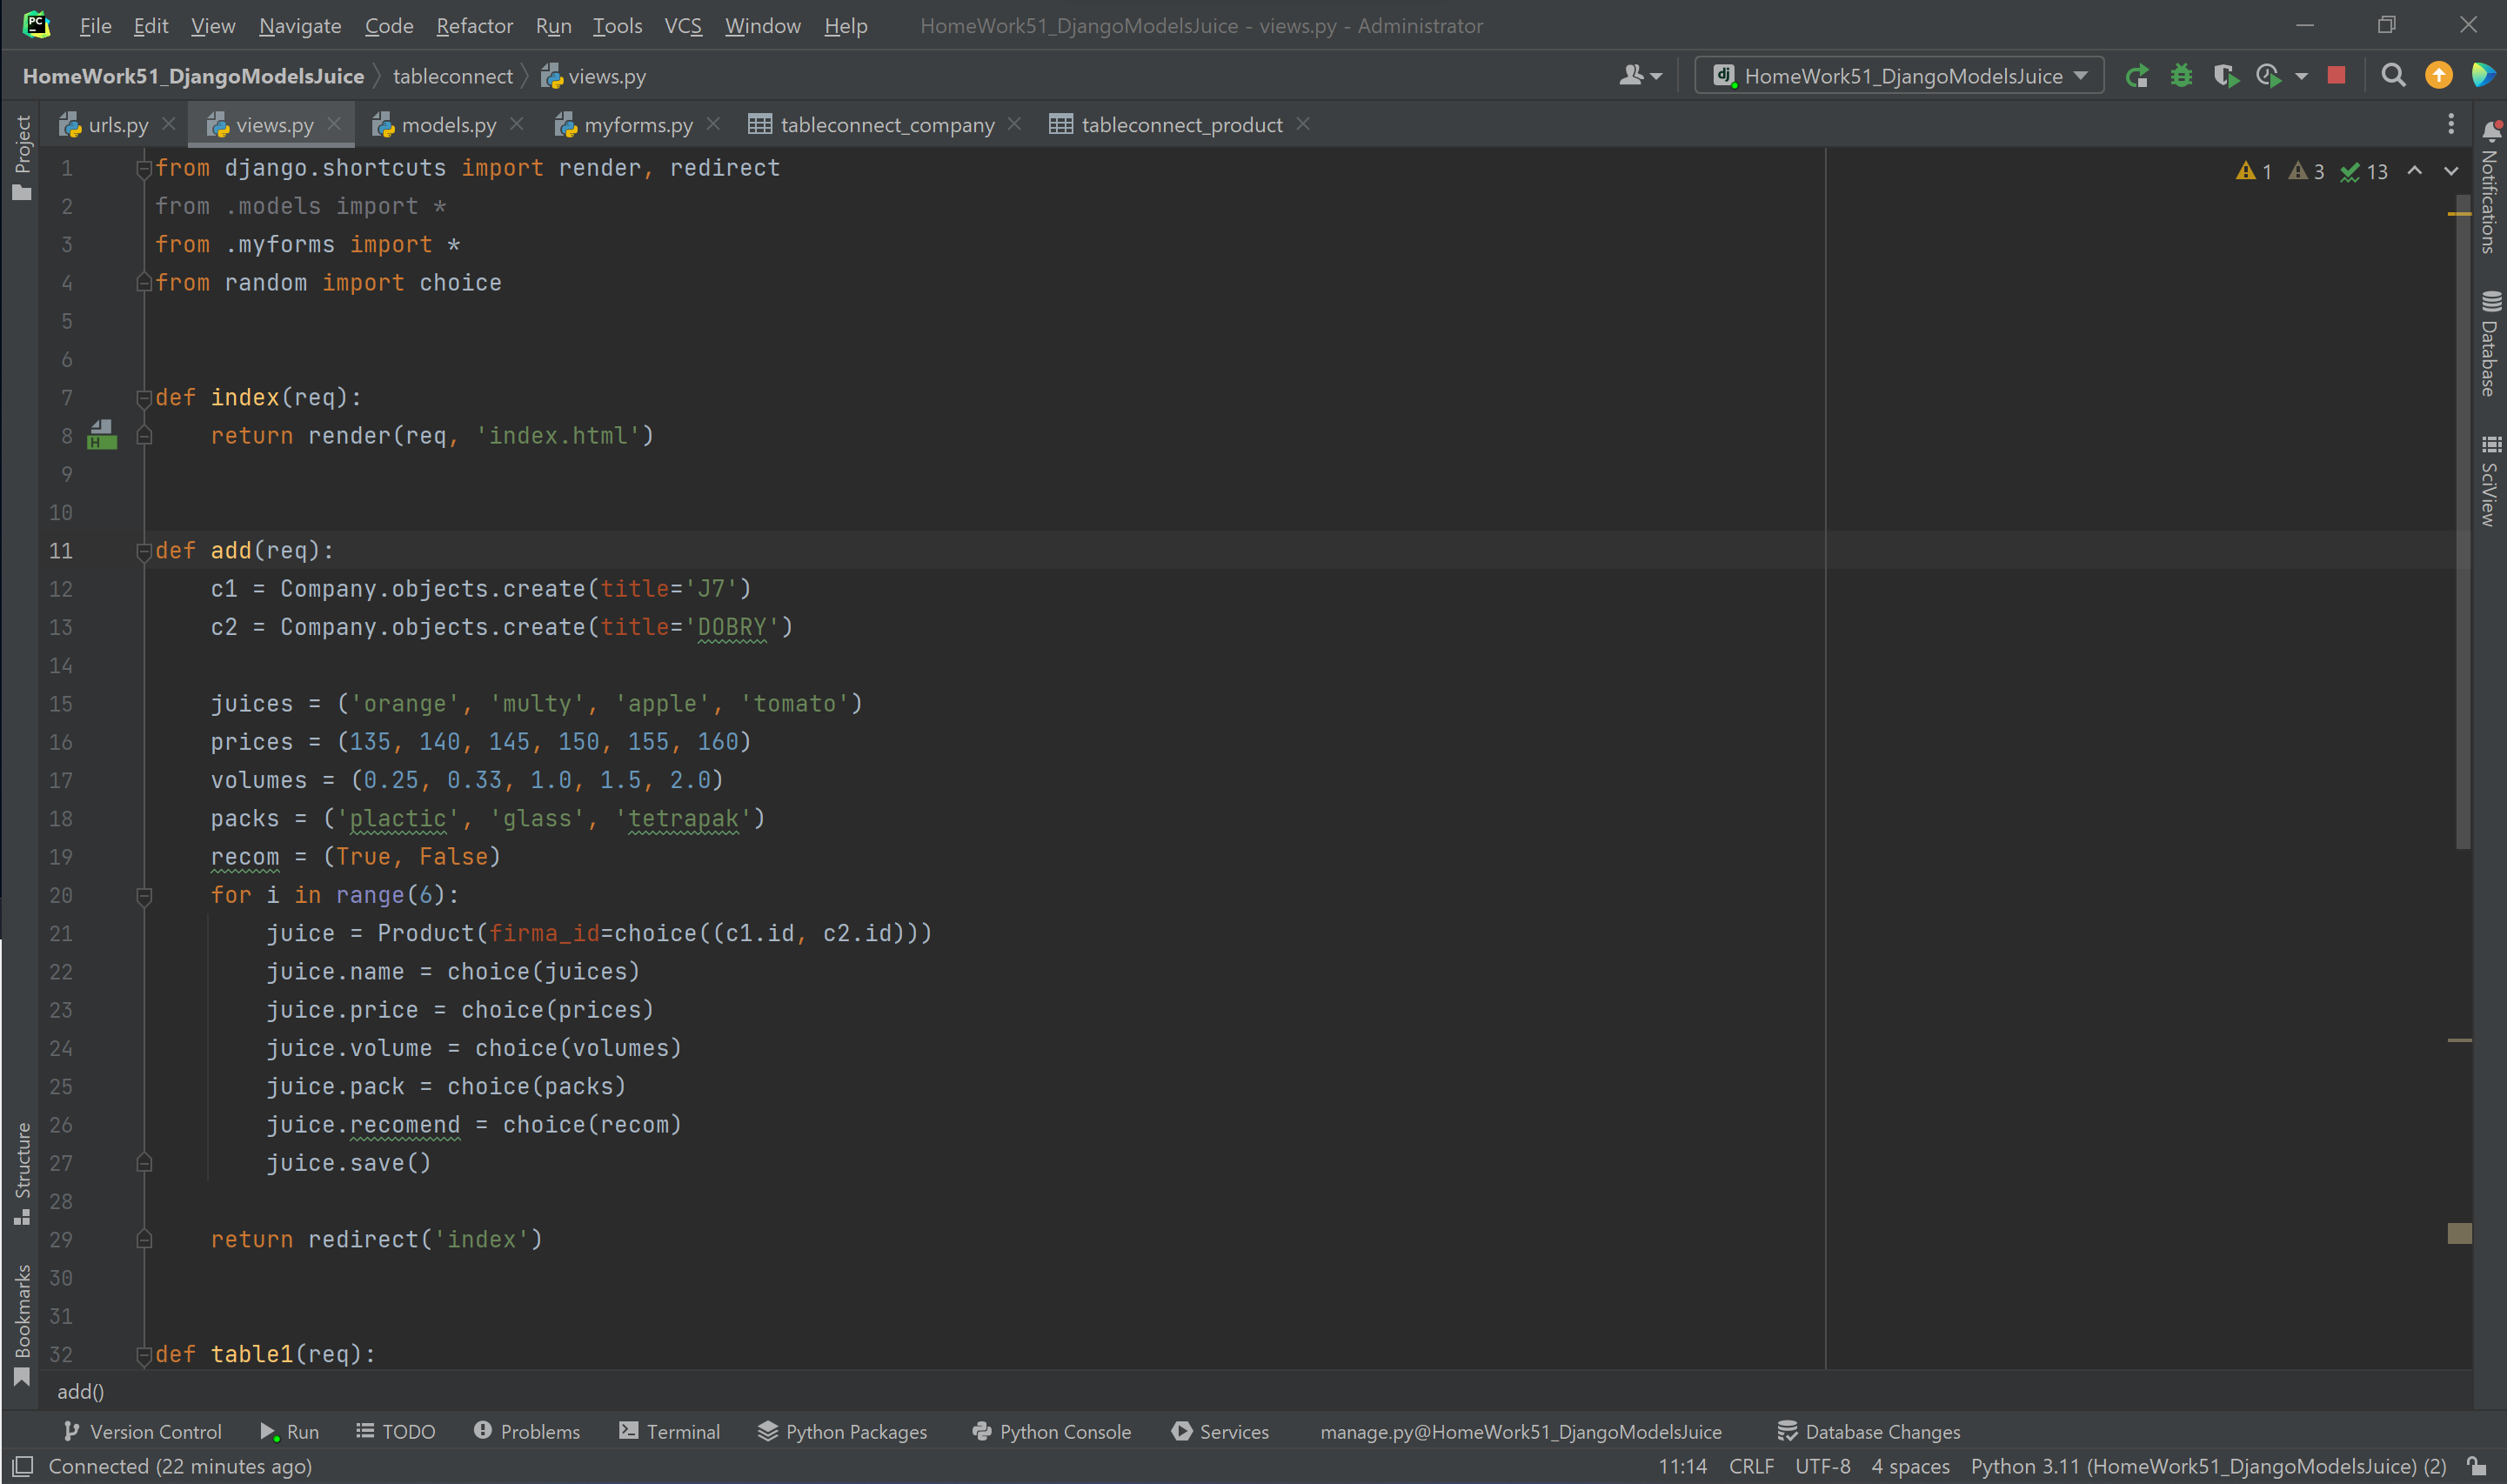 PC File Edit View Navigate Code Refactor Run Tools VCS Window Help HomeWork51_DjangoModelsJuice - views.py - Administrator
HomeWork51_DjangoModelsJuice tableconnect views.py dj HomeWork51_DjangoModelsJuice
urls.py views.py models.py myforms.py tableconnect_company tableconnect_product
Project
Structure
Bookmarks
1 from django.shortcuts import render, redirect
1 3 13
2 from .models import *
3 from .myforms import *
4 from random import choice
5
6
7 def index(req):
8 H return render(req, 'index.html')
9
10
11 def add(req):
12 c1 = Company.objects.create(title='J7')
13 c2 = Company.objects.create(title='DOBRY')
14
15 juices = ('orange', 'multy', 'apple', 'tomato')
16 prices = (135, 140, 145, 150, 155, 160)
17 volumes = (0.25, 0.33, 1.0, 1.5, 2.0)
18 packs = ('plactic', 'glass', 'tetrapak')
19 recom = (True, False)
20 for i in range(6):
21 juice = Product(firma_id=choice((c1.id, c2.id)))
22 juice.name = choice(juices)
23 juice.price = choice(prices)
24 juice.volume = choice(volumes)
25 juice.pack = choice(packs)
26 juice.recomend = choice(recom)
27 juice.save()
28
29 return redirect('index')
30
31
32 def table1(req):
Notifications
Database
SciView
add()
Version Control Run TODO Problems Terminal Python Packages Python Console Services manage.py@HomeWork51_DjangoModelsJuice Database Changes
Connected (22 minutes ago) 11:14 CRLF UTF-8 4 spaces Python 3.11 (HomeWork51_DjangoModelsJuice) (2)